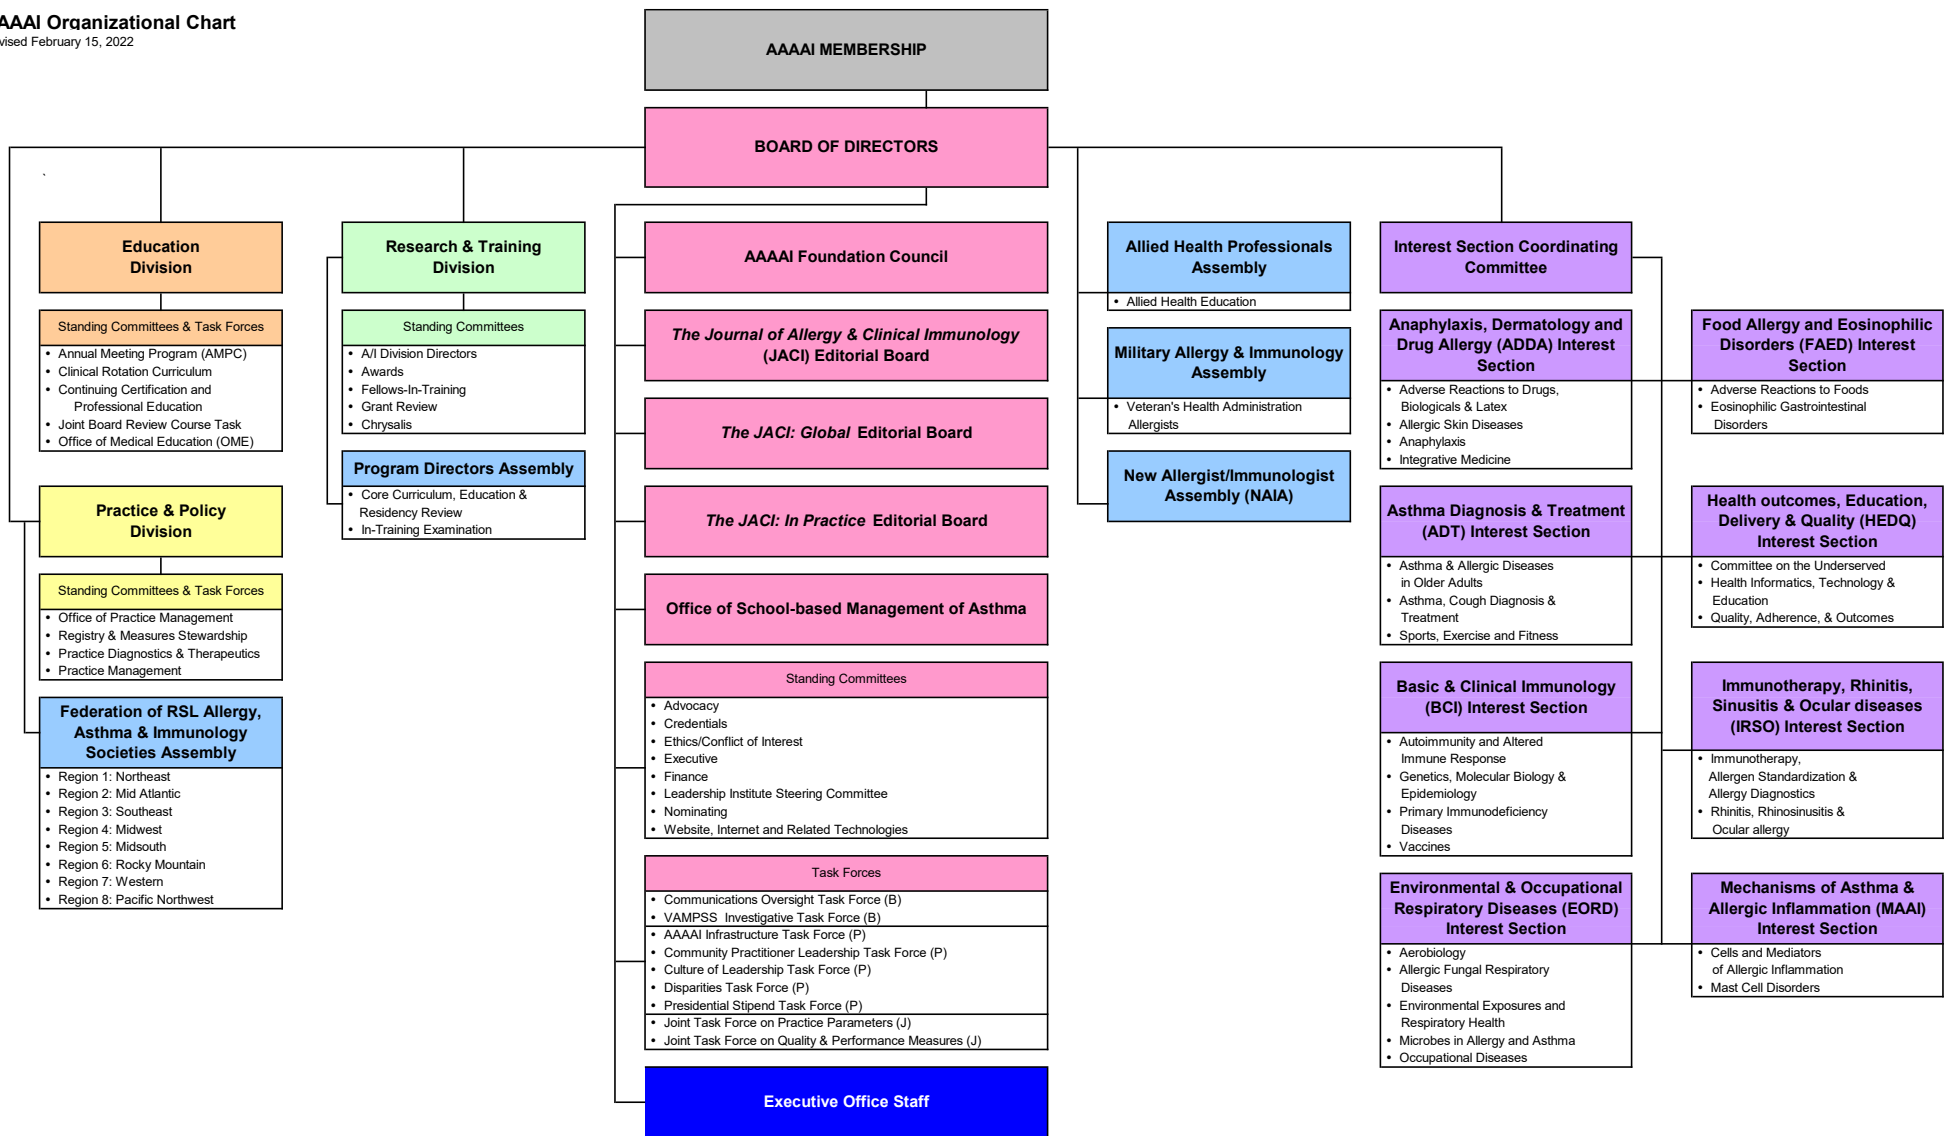 AAAI Organizational Chart
vised February 15, 2022
AAAAI MEMBERSHIP
BOARD OF DIRECTORS
`
Education
Division
Standing Committees & Task Forces
• Annual Meeting Program (AMPC)
• Clinical Rotation Curriculum
• Continuing Certification and
Professional Education
• Joint Board Review Course Task
• Office of Medical Education (OME)
Practice & Policy
Division
Standing Committees & Task Forces
• Office of Practice Management
• Registry & Measures Stewardship
• Practice Diagnostics & Therapeutics
• Practice Management
Federation of RSL Allergy,
Asthma & Immunology
Societies Assembly
• Region 1: Northeast
• Region 2: Mid Atlantic
• Region 3: Southeast
• Region 4: Midwest
• Region 5: Midsouth
• Region 6: Rocky Mountain
• Region 7: Western
• Region 8: Pacific Northwest
Research & Training
Division
Standing Committees
• A/I Division Directors
• Awards
• Fellows-In-Training
• Grant Review
• Chrysalis
Program Directors Assembly
• Core Curriculum, Education &
Residency Review
• In-Training Examination
AAAAI Foundation Council
The Journal of Allergy & Clinical Immunology
(JACI) Editorial Board
The JACI: Global Editorial Board
The JACI: In Practice Editorial Board
Office of School-based Management of Asthma
Standing Committees
• Advocacy
• Credentials
• Ethics/Conflict of Interest
• Executive
• Finance
• Leadership Institute Steering Committee
• Nominating
• Website, Internet and Related Technologies
Task Forces
• Communications Oversight Task Force (B)
• VAMPSS Investigative Task Force (B)
• AAAAI Infrastructure Task Force (P)
• Community Practitioner Leadership Task Force (P)
• Culture of Leadership Task Force (P)
• Disparities Task Force (P)
• Presidential Stipend Task Force (P)
• Joint Task Force on Practice Parameters (J)
• Joint Task Force on Quality & Performance Measures (J)
Executive Office Staff
Allied Health Professionals
Assembly
• Allied Health Education
Military Allergy & Immunology
Assembly
• Veteran's Health Administration
Allergists
New Allergist/Immunologist
Assembly (NAIA)
Interest Section Coordinating
Committee
Anaphylaxis, Dermatology and
Drug Allergy (ADDA) Interest
Section
• Adverse Reactions to Drugs,
Biologicals & Latex
• Allergic Skin Diseases
• Anaphylaxis
• Integrative Medicine
Asthma Diagnosis & Treatment
(ADT) Interest Section
• Asthma & Allergic Diseases
in Older Adults
• Asthma, Cough Diagnosis &
Treatment
• Sports, Exercise and Fitness
Basic & Clinical Immunology
(BCI) Interest Section
• Autoimmunity and Altered
Immune Response
• Genetics, Molecular Biology &
Epidemiology
• Primary Immunodeficiency
Diseases
• Vaccines
Environmental & Occupational
Respiratory Diseases (EORD)
Interest Section
• Aerobiology
• Allergic Fungal Respiratory
Diseases
• Environmental Exposures and
Respiratory Health
• Microbes in Allergy and Asthma
• Occupational Diseases
Food Allergy and Eosinophilic
Disorders (FAED) Interest
Section
• Adverse Reactions to Foods
• Eosinophilic Gastrointestinal
Disorders
Health outcomes, Education,
Delivery & Quality (HEDQ)
Interest Section
• Committee on the Underserved
• Health Informatics, Technology &
Education
• Quality, Adherence, & Outcomes
Immunotherapy, Rhinitis,
Sinusitis & Ocular diseases
(IRSO) Interest Section
• Immunotherapy,
Allergen Standardization &
Allergy Diagnostics
• Rhinitis, Rhinosinusitis &
Ocular allergy
Mechanisms of Asthma &
Allergic Inflammation (MAAI)
Interest Section
• Cells and Mediators
of Allergic Inflammation
• Mast Cell Disorders